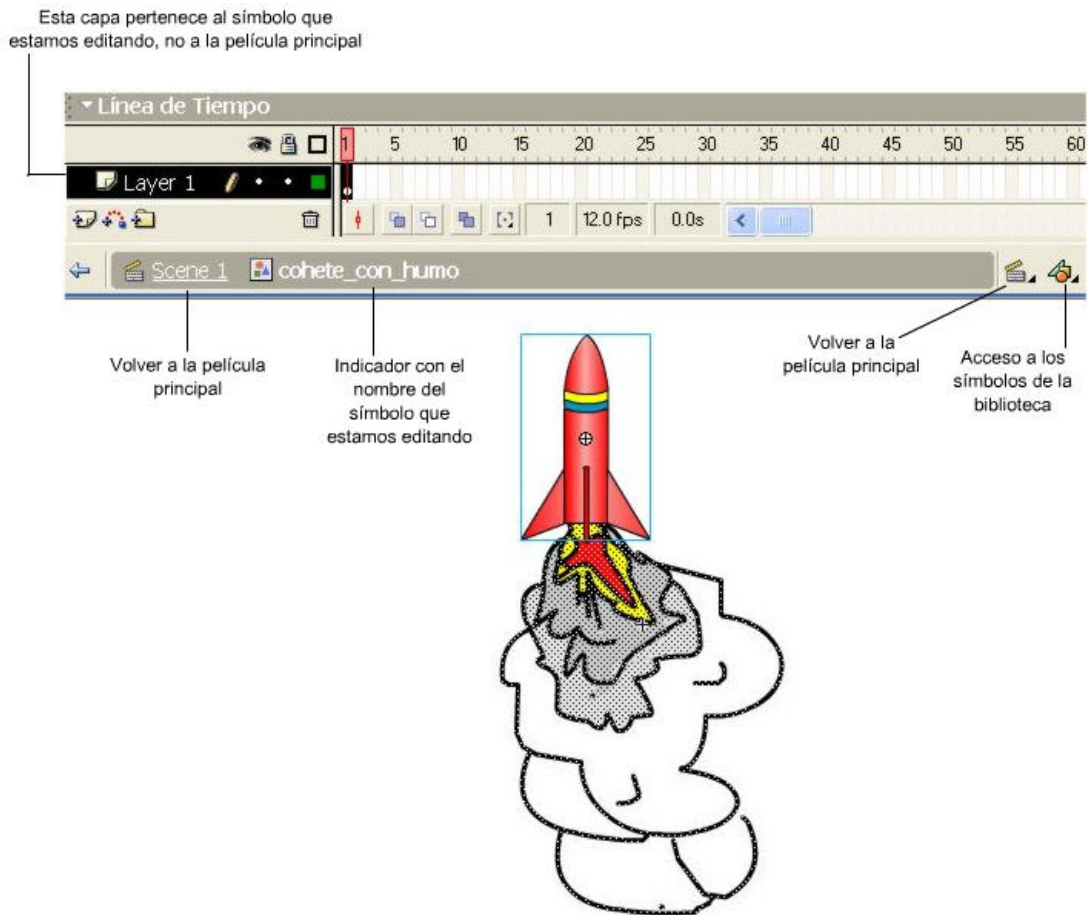 Esta capa pertenece al símbolo que
estamos editando, no a la película principal
Línea de Tiempo
1 5 10 15 20 25 30 35 40 45 50 55 60
Layer 1
1 12.0 fps 0.0s
Scene 1 cohete_con_humo
Volver a la película
principal
Indicador con el
nombre del
símbolo que
estamos editando
Volver a la
película principal
Acceso a los
símbolos de la
biblioteca